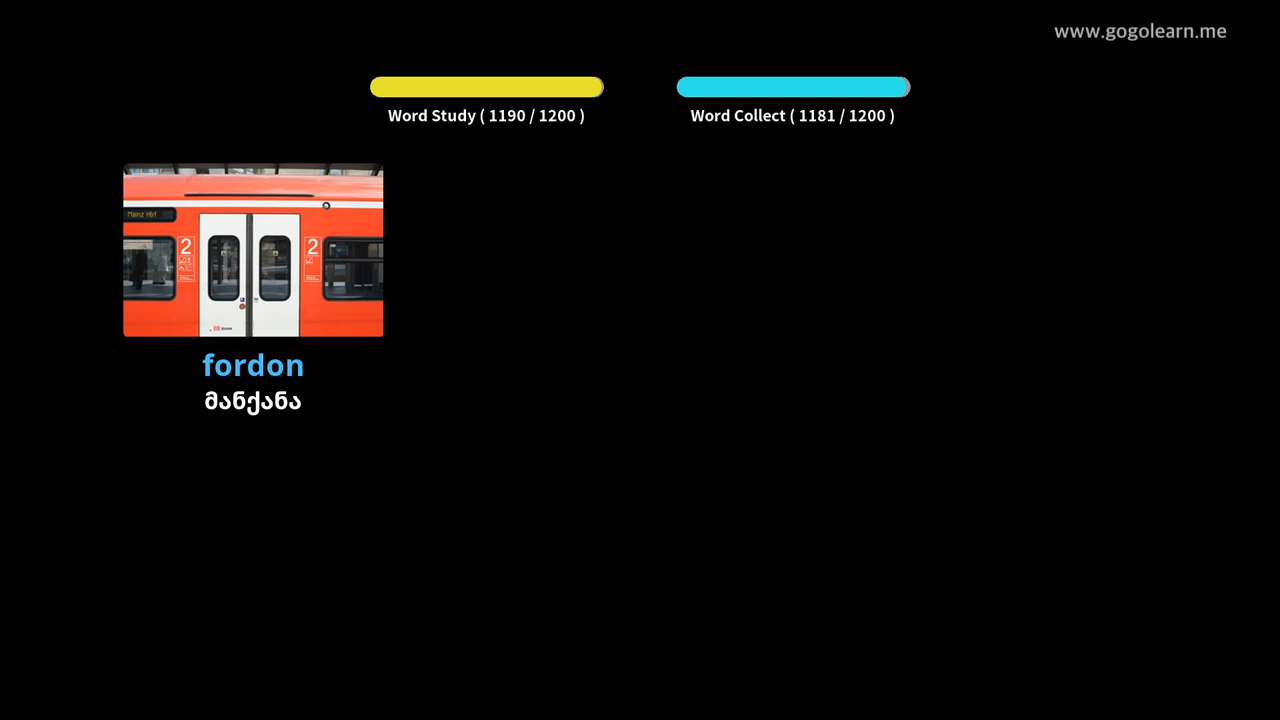 www.gogolearn.me
Word Study ( 1190 / 1200 )
Word Collect ( 1181 / 1200 )
Mainz Hbf
2
2
fordon
მანქანა